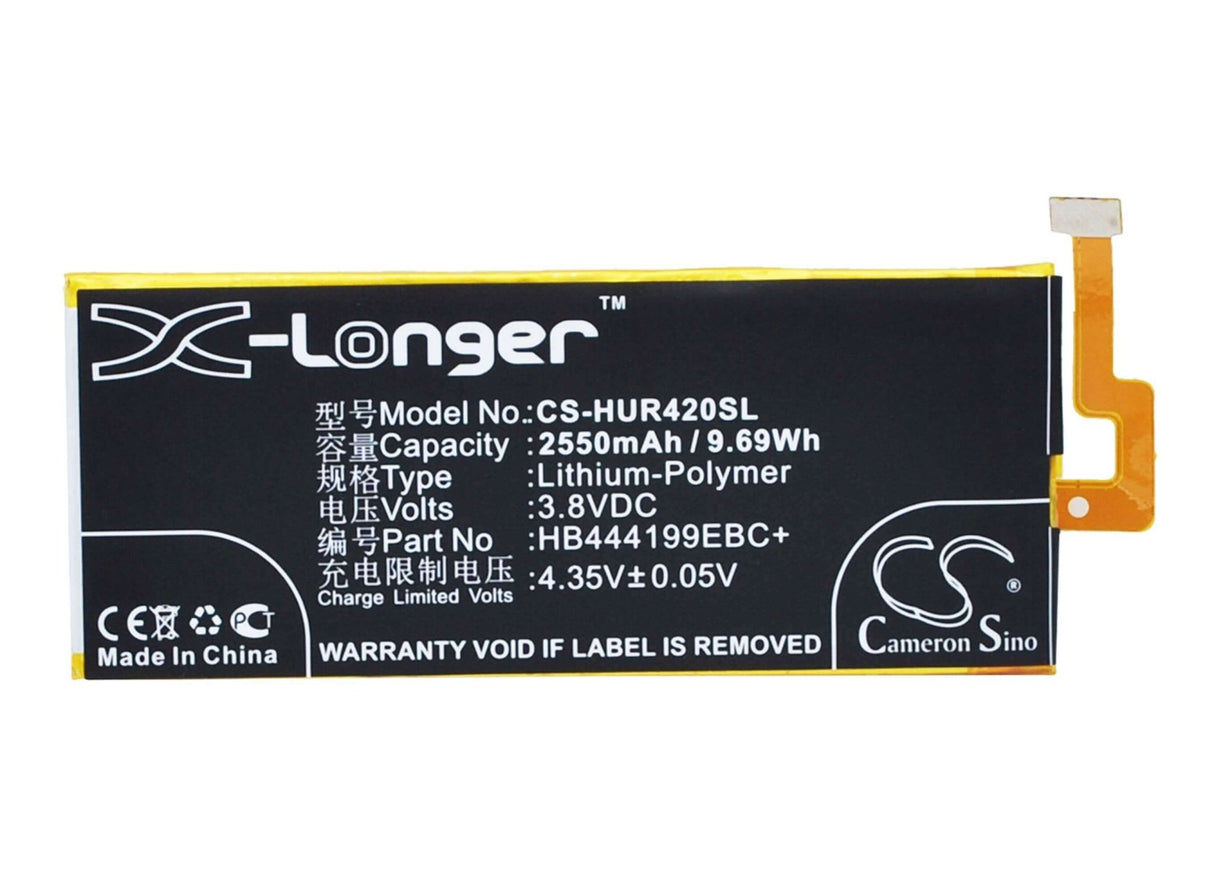 X-Longer™
型号Model No.:CS-HUR420SL
容量Capacity :2550mAh / 9.69Wh
规格Type :Lithium-Polymer
电压Volts :3.8VDC
编号Part No :HB444199EBC+
充电限制电压 :4.35V±0.05V
Charge Limited Volts
CE PCT
Made In China
WARRANTY VOID IF LABEL IS REMOVED
CS ®
Cameron Sino